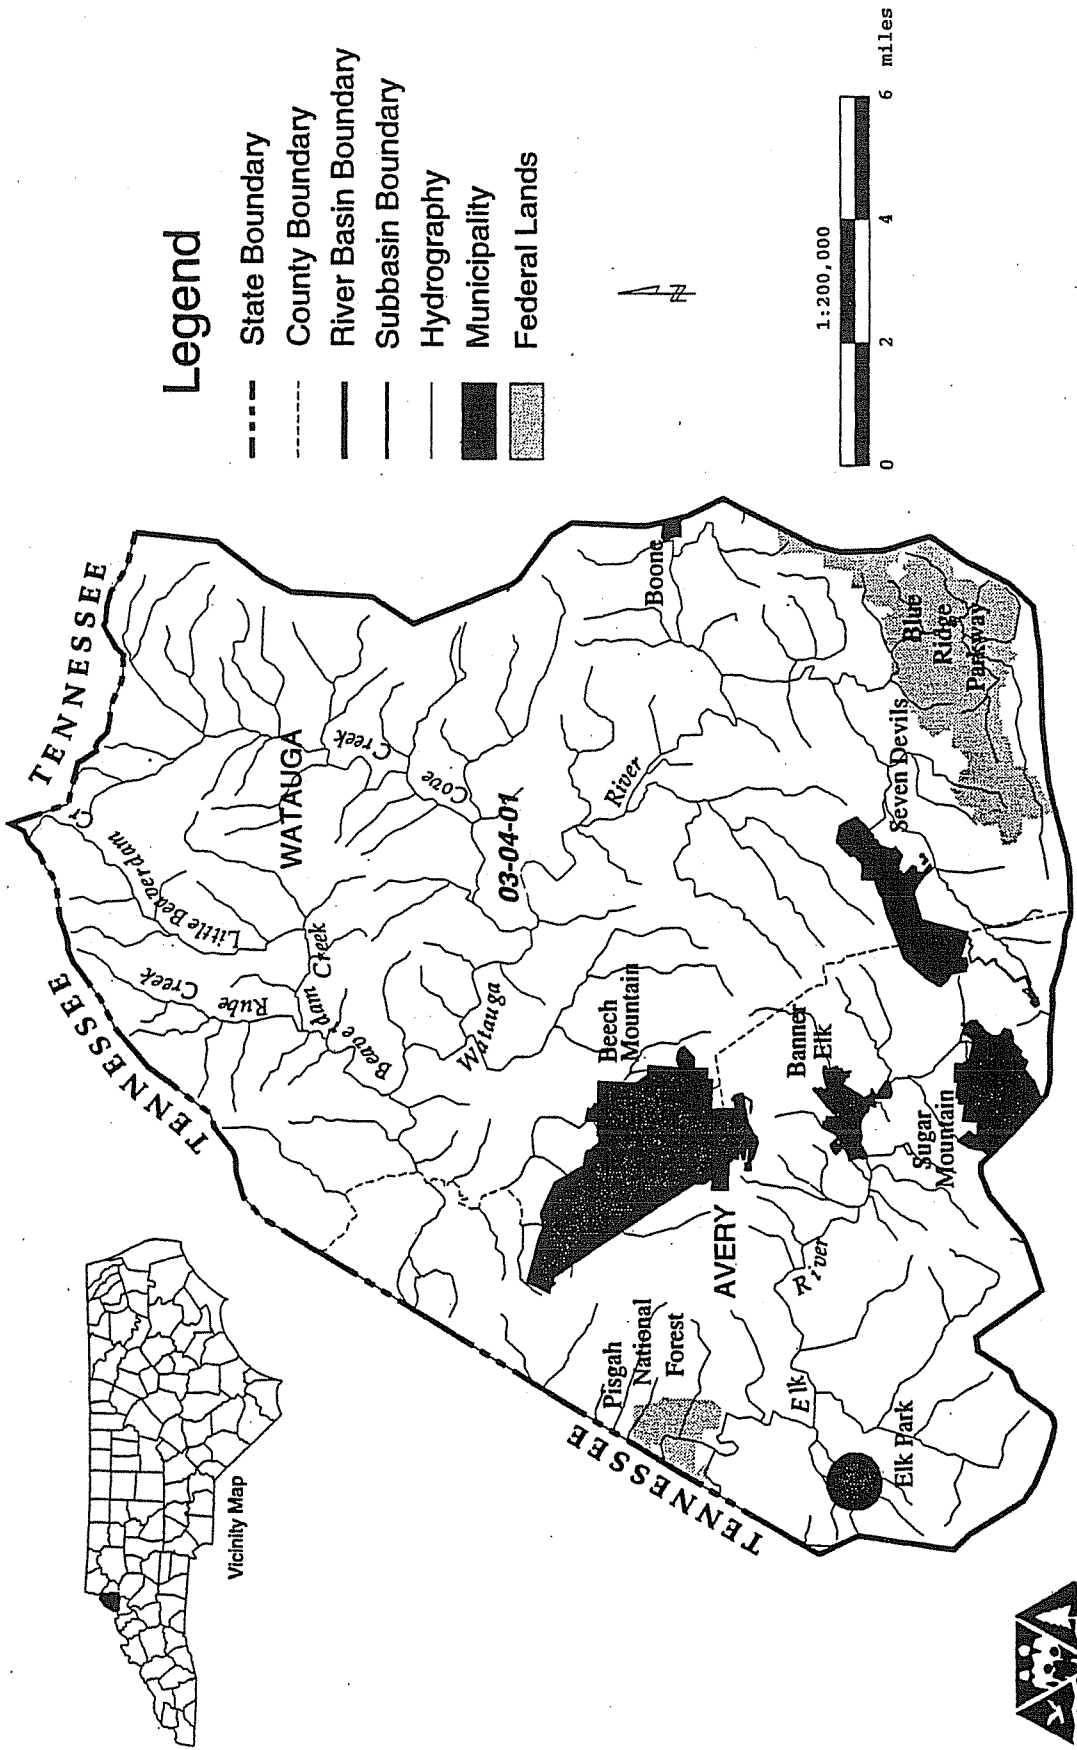 TENNESSEE
TENNESSEE
TENNESSEE
Vicinity Map
Legend
State Boundary
County Boundary
River Basin Boundary
Subbasin Boundary
Hydrography
Municipality
Federal Lands
1:200,000
0 2 4 6 miles
Cr
Little Beaverdam
Rube Creek
WATAUGA
Cove Creek
Beaverdam Creek
03-04-01
Watauga
River
Boone
Beech
Mountain
Pisgah
National
Forest
AVERY
Banner
Elk
Seven Devils
Blue
Ridge
Parkway
Sugar
Mountain
Elk
River
Elk Park